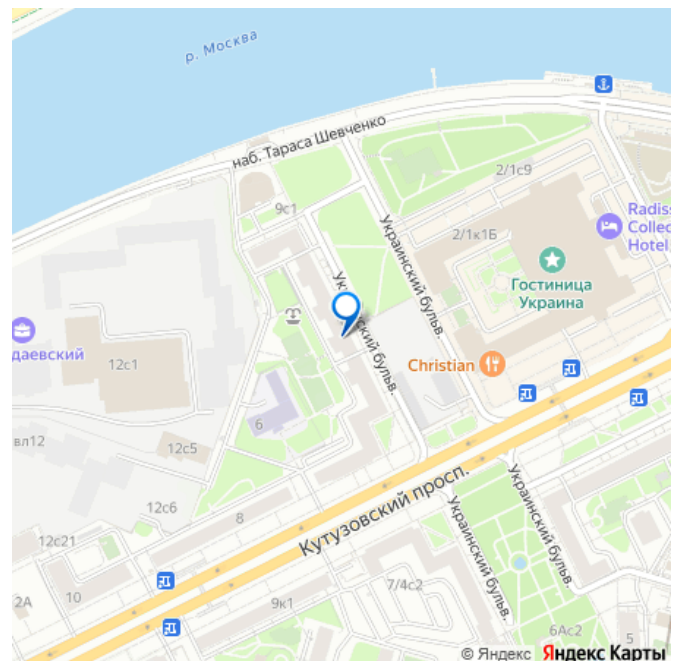 р. Москва
наб. Тараса Шевченко
2/1с9
9с1
2/1к1Б
Radiss
Collec
Hotel
Украинский бульв.
Гостиница
Украина
Украинский бульв.
Christian
даевский
12с1
6
вл12
12с5
12с6
8
Кутузовский просп.
Украинский бульв.
Украинский бульв.
12с21
10
2А
7/4с2
9к1
6Ас2
5
© Яндекс Яндекс Карты